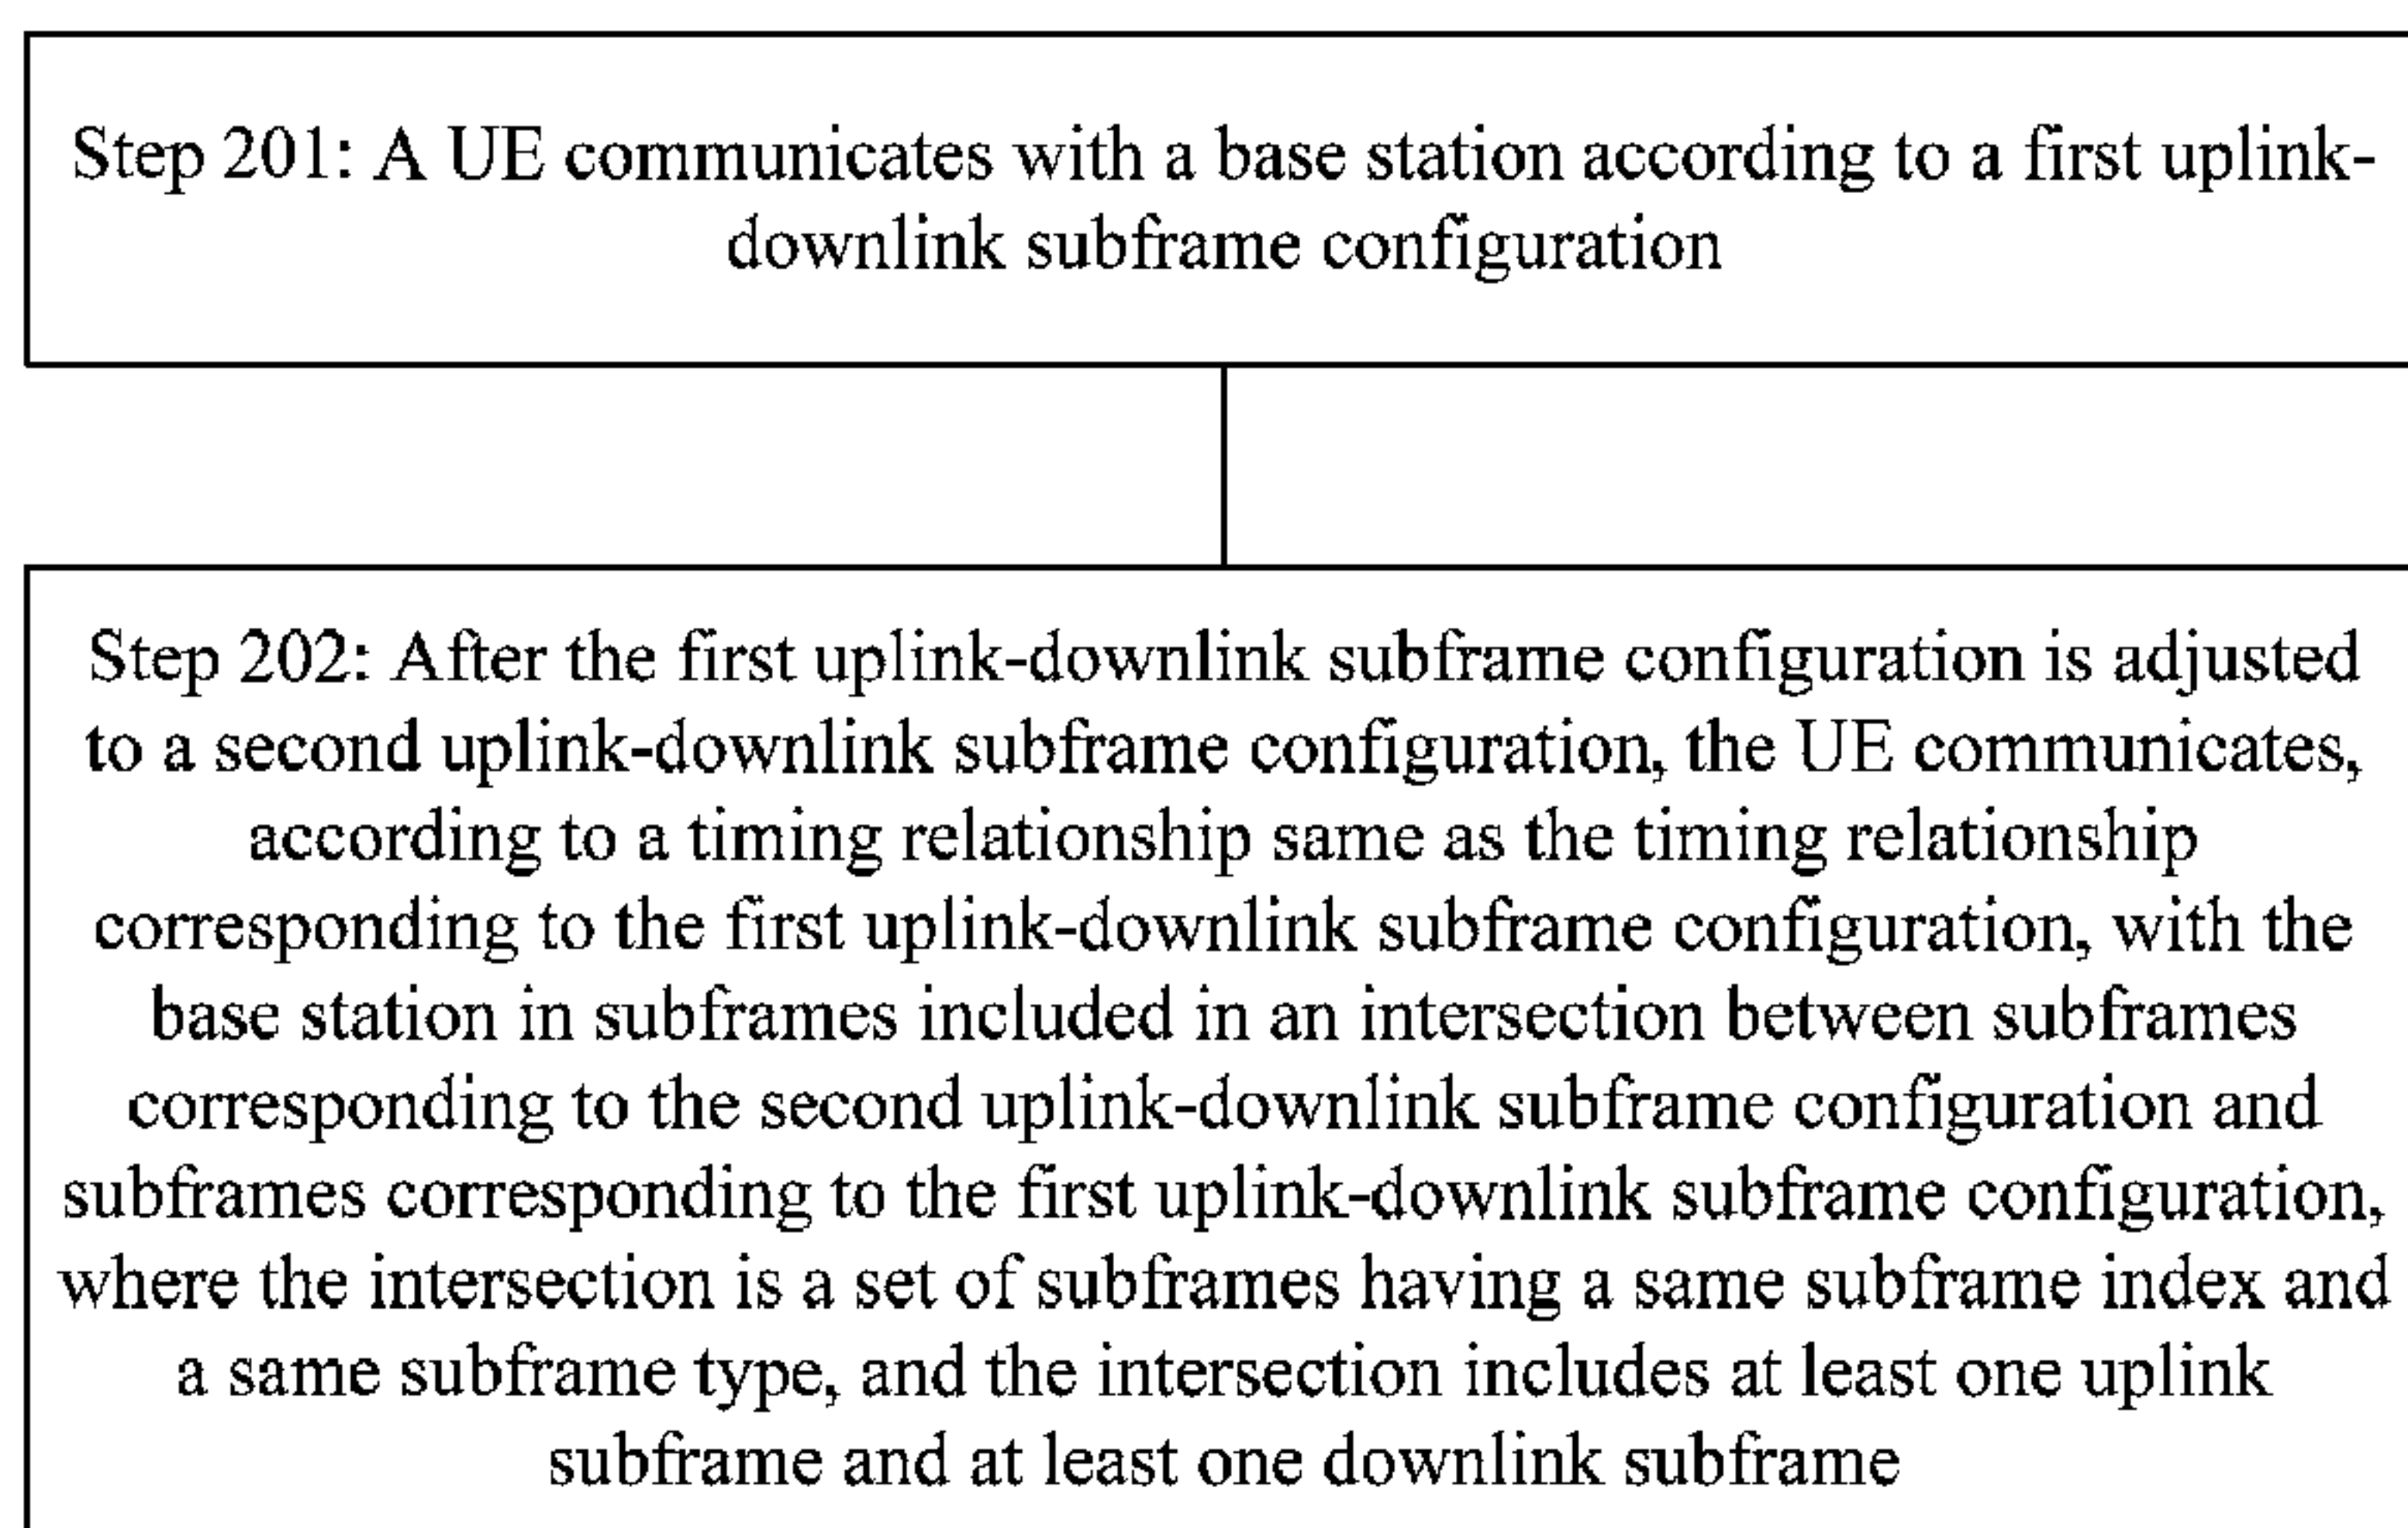 Step 201: A UE communicates with a base station according to a first uplink-
downlink subframe configuration
Step 202: After the first uplink-downlink subframe configuration is adjusted
to a second uplink-downlink subframe configuration, the UE communicates,
according to a timing relationship same as the timing relationship
corresponding to the first uplink-downlink subframe configuration, with the
base station in subframes included in an intersection between subframes
corresponding to the second uplink-downlink subframe configuration and
subframes corresponding to the first uplink-downlink subframe configuration,
where the intersection is a set of subframes having a same subframe index and
a same subframe type, and the intersection includes at least one uplink
subframe and at least one downlink subframe